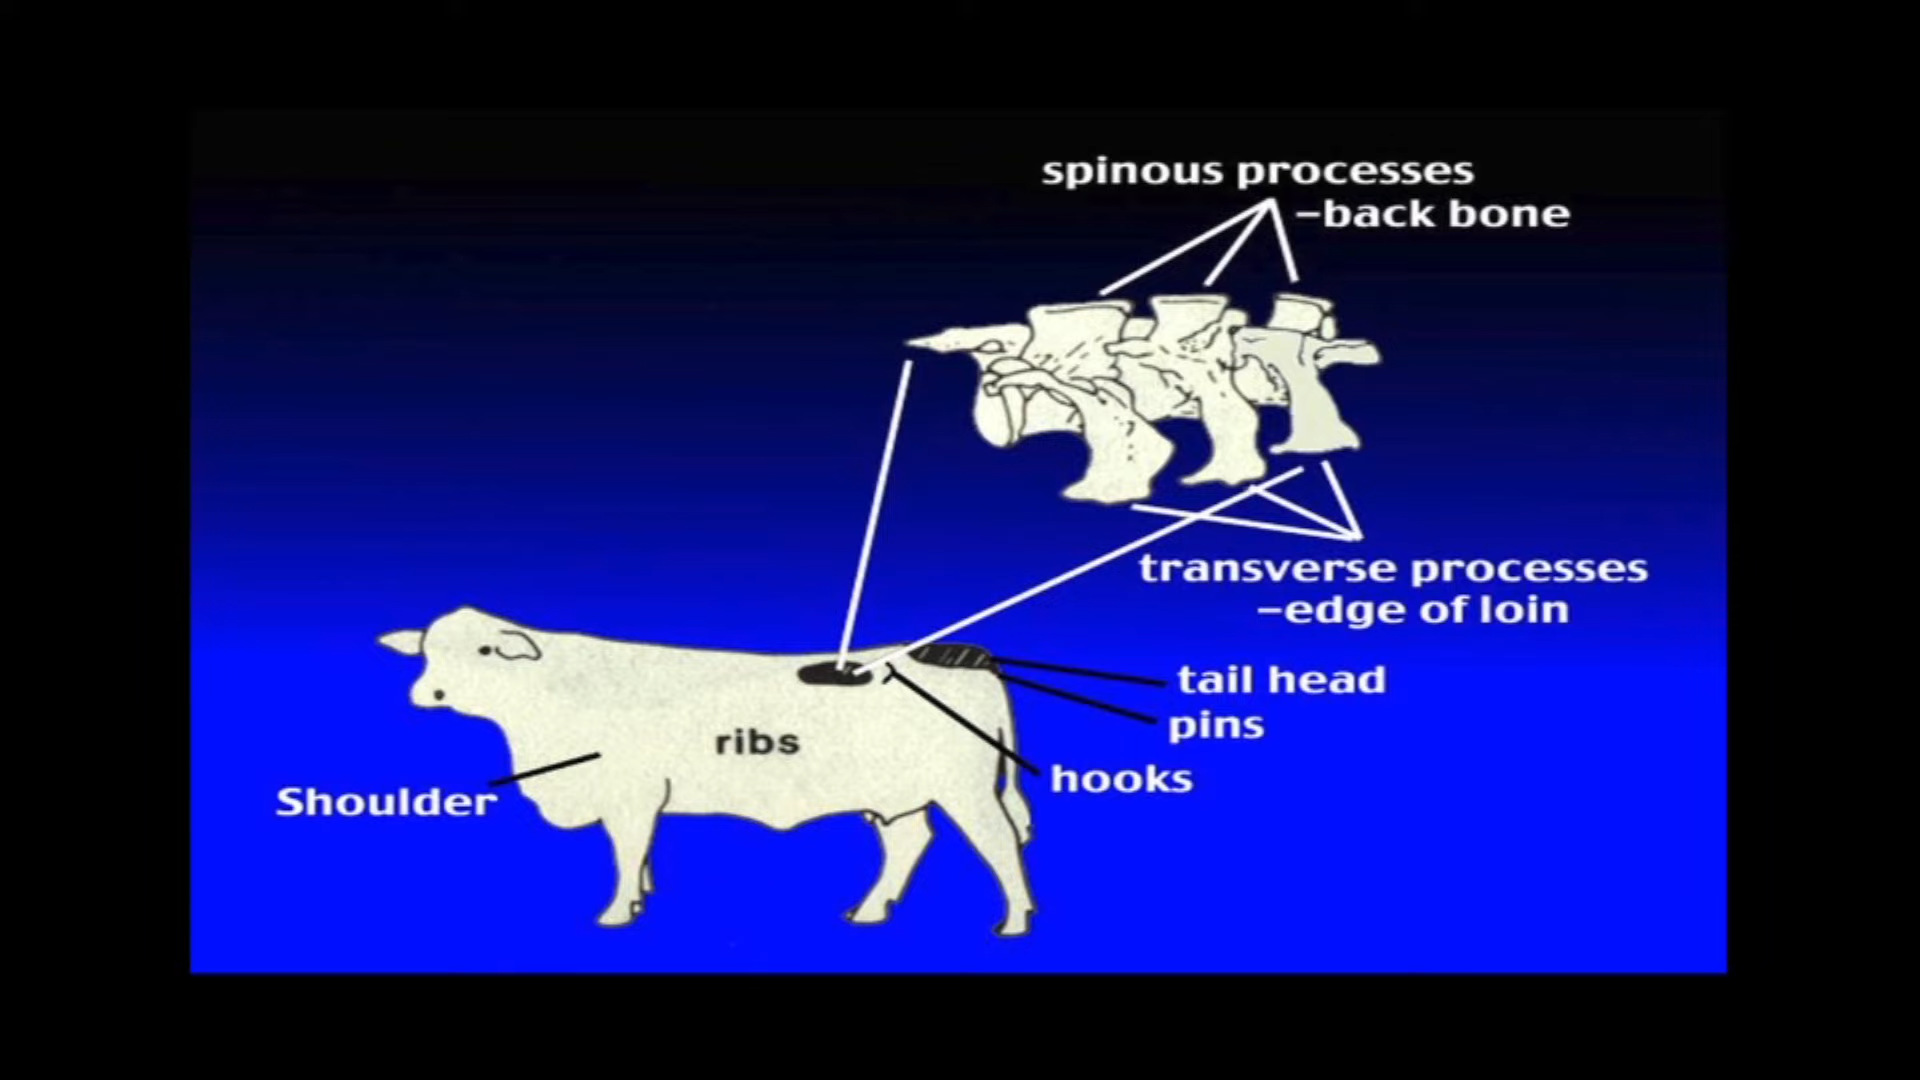 spinous processes
-back bone
transverse processes
-edge of loin
tail head
pins
hooks
ribs
Shoulder